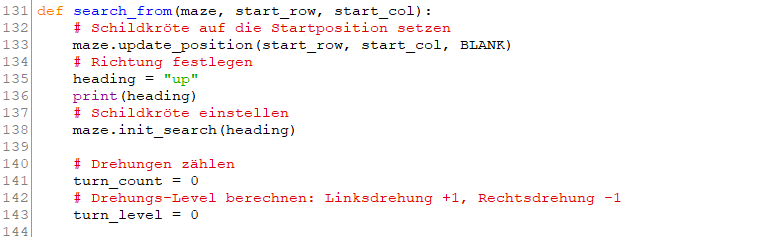 131 def search_from(maze, start_row, start_col):
132     # Schildkröte auf die Startposition setzen
133     maze.update_position(start_row, start_col, BLANK)
134     # Richtung festlegen
135     heading = "up"
136     print(heading)
137     # Schildkröte einstellen
138     maze.init_search(heading)
139
140     # Drehungen zählen
141     turn_count = 0
142     # Drehungs-Level berechnen: Linksdrehung +1, Rechtsdrehung -1
143     turn_level = 0
144